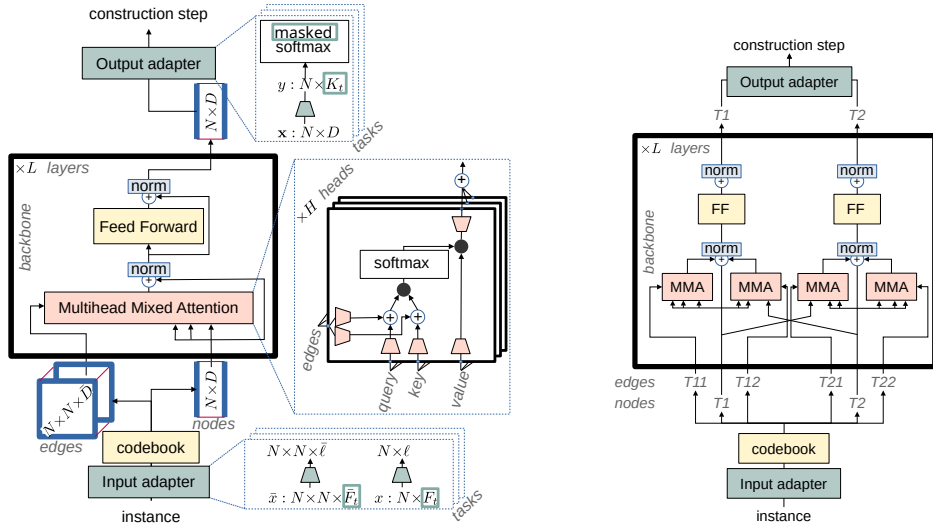 construction step
Output adapter
N×D
masked
softmax
y : N×K_t
x : N×D
tasks
×L layers
norm
+
Feed Forward
norm
+
Multihead Mixed Attention
backbone
×H heads
+
softmax
+
+
edges
query
key
value
N×N×D̄
edges
N×D
nodes
codebook
Input adapter
instance
N×N×ℓ̄
N×ℓ
x̄ : N×N×F̄_t
x : N×F_t
tasks
construction step
Output adapter
T1
T2
×L layers
norm
norm
+
+
FF
FF
backbone
norm
norm
+
+
MMA
MMA
MMA
MMA
edges
T11
T12
T21
T22
nodes
T1
T2
codebook
Input adapter
instance